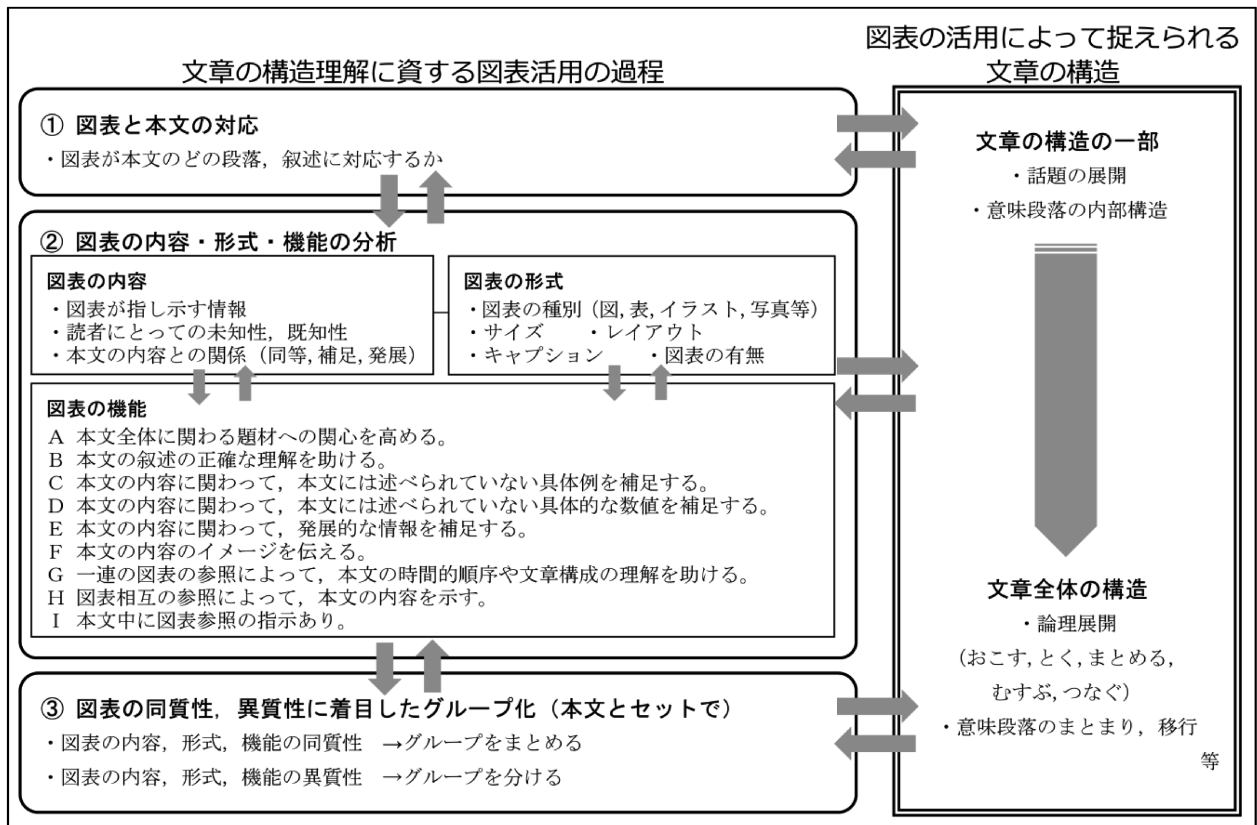 文章の構造理解に資する図表活用の過程
① 図表と本文の対応
・図表が本文のどの段落，叙述に対応するか
② 図表の内容・形式・機能の分析
図表の内容
・図表が指し示す情報
・読者にとっての未知性，既知性
・本文の内容との関係（同等，補足，発展）
図表の形式
・図表の種別（図，表，イラスト，写真等）
・サイズ　・レイアウト
・キャプション　・図表の有無
図表の機能
A 本文全体に関わる題材への関心を高める。
B 本文の叙述の正確な理解を助ける。
C 本文の内容に関わって，本文には述べられていない具体例を補足する。
D 本文の内容に関わって，本文には述べられていない具体的な数値を補足する。
E 本文の内容に関わって，発展的な情報を補足する。
F 本文の内容のイメージを伝える。
G 一連の図表の参照によって，本文の時間的順序や文章構成の理解を助ける。
H 図表相互の参照によって，本文の内容を示す。
I 本文中に図表参照の指示あり。
③ 図表の同質性，異質性に着目したグループ化（本文とセットで）
・図表の内容，形式，機能の同質性　→グループをまとめる
・図表の内容，形式，機能の異質性　→グループを分ける
図表の活用によって捉えられる
文章の構造
文章の構造の一部
・話題の展開
・意味段落の内部構造
文章全体の構造
・論理展開
（おこす，とく，まとめる，
むすぶ，つなぐ）
・意味段落のまとまり，移行
等